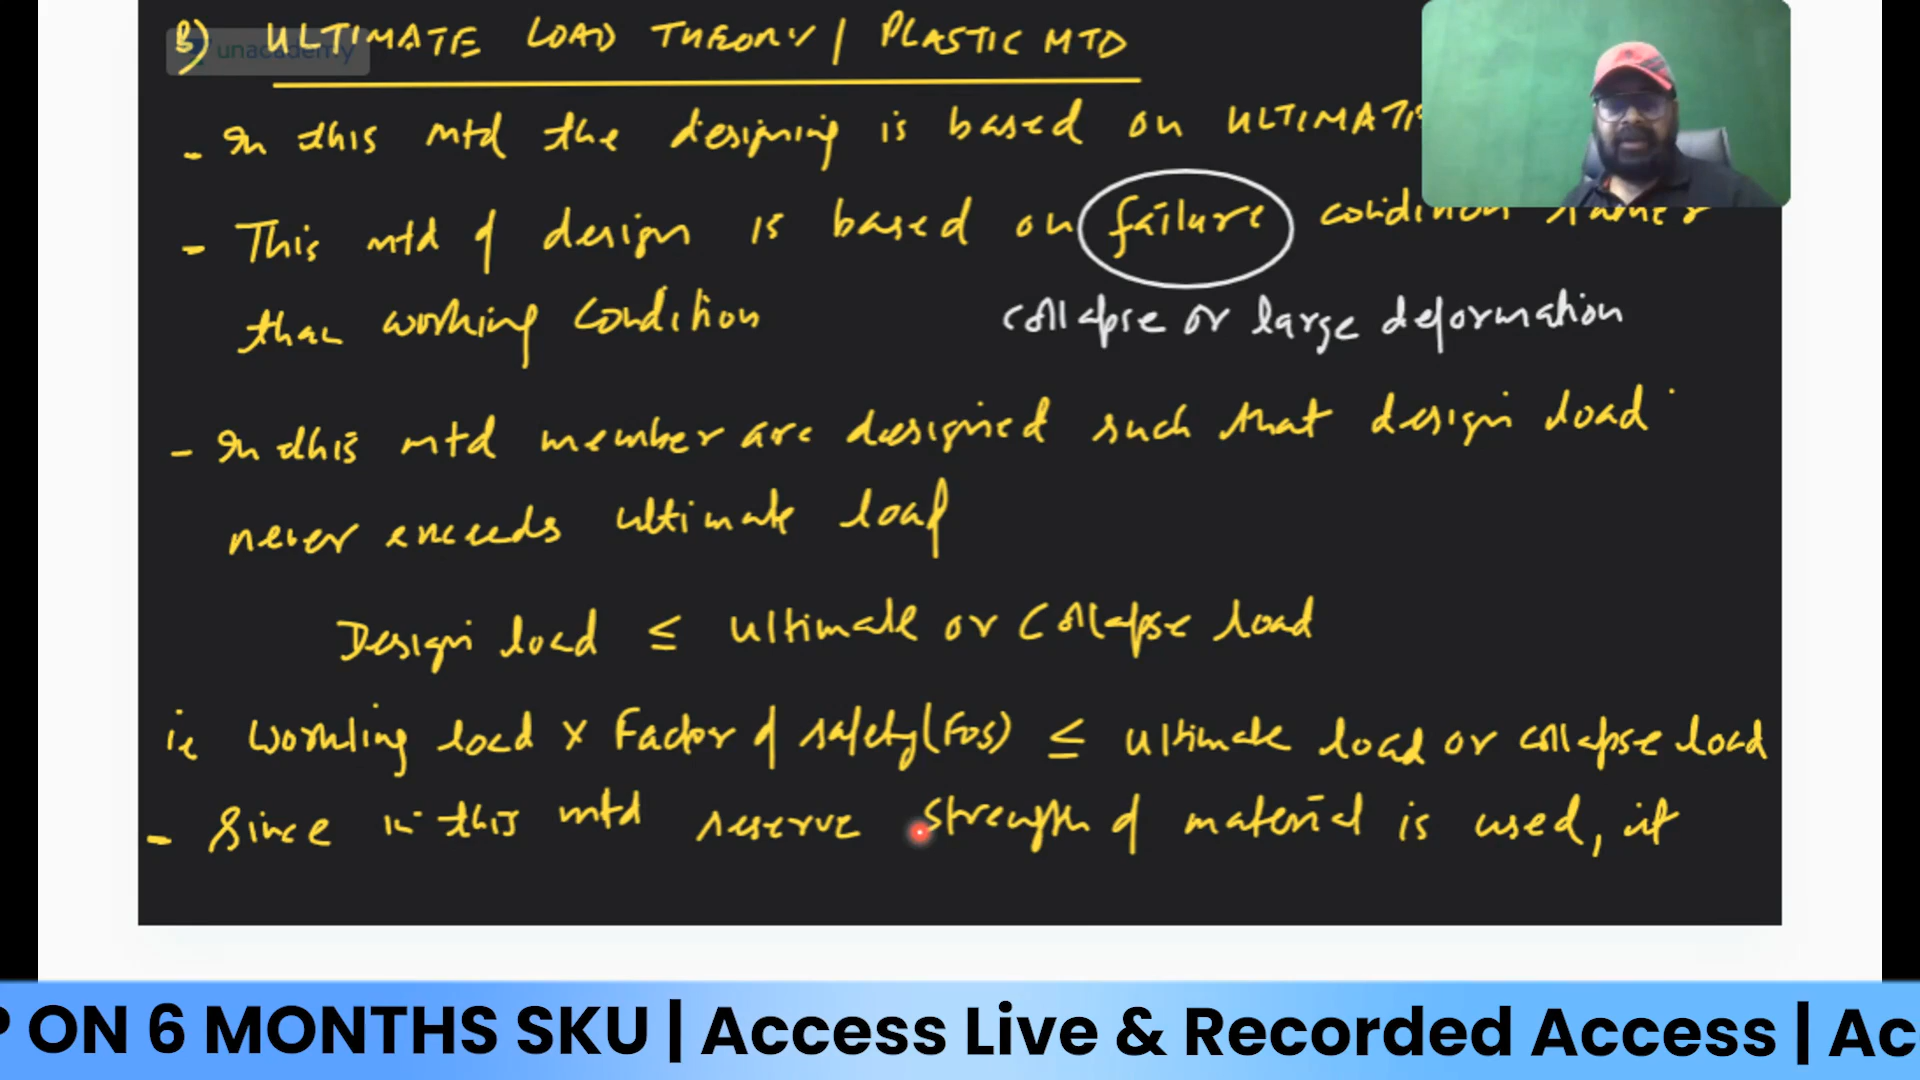 B) ULTIMATE LOAD THEORY / PLASTIC MTD
unacademy
- In this mtd the designing is based on ULTIMATE
- This mtd of design is based on failure condition rather
than working condition
collapse or large deformation
- In this mtd member are designed such that design load
never exceeds ultimate load
Design load ≤ ultimate or collapse load
ie working load x Factor of safety (FOS) ≤ ultimate load or collapse load
- Since in this mtd reserve strength of material is used, it
P ON 6 MONTHS SKU | Access Live & Recorded Access | Ac